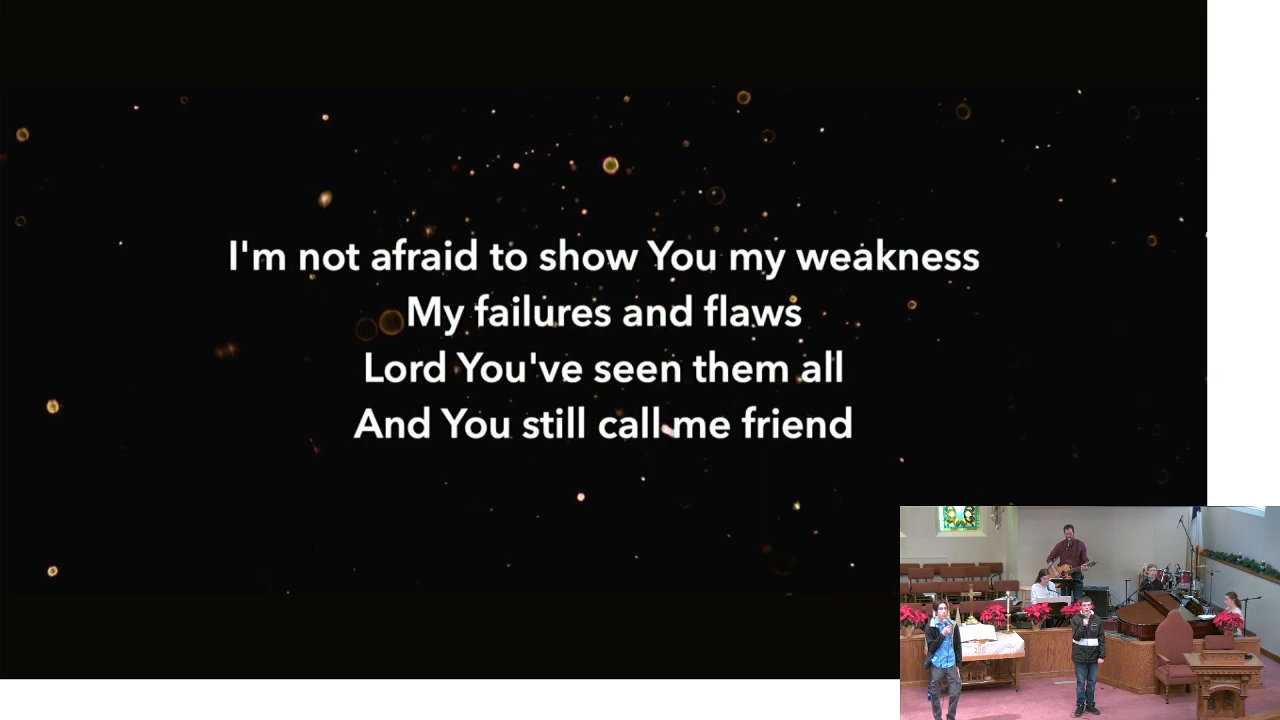 I'm not afraid to show You my weakness
My failures and flaws
Lord You've seen them all
And You still call me friend